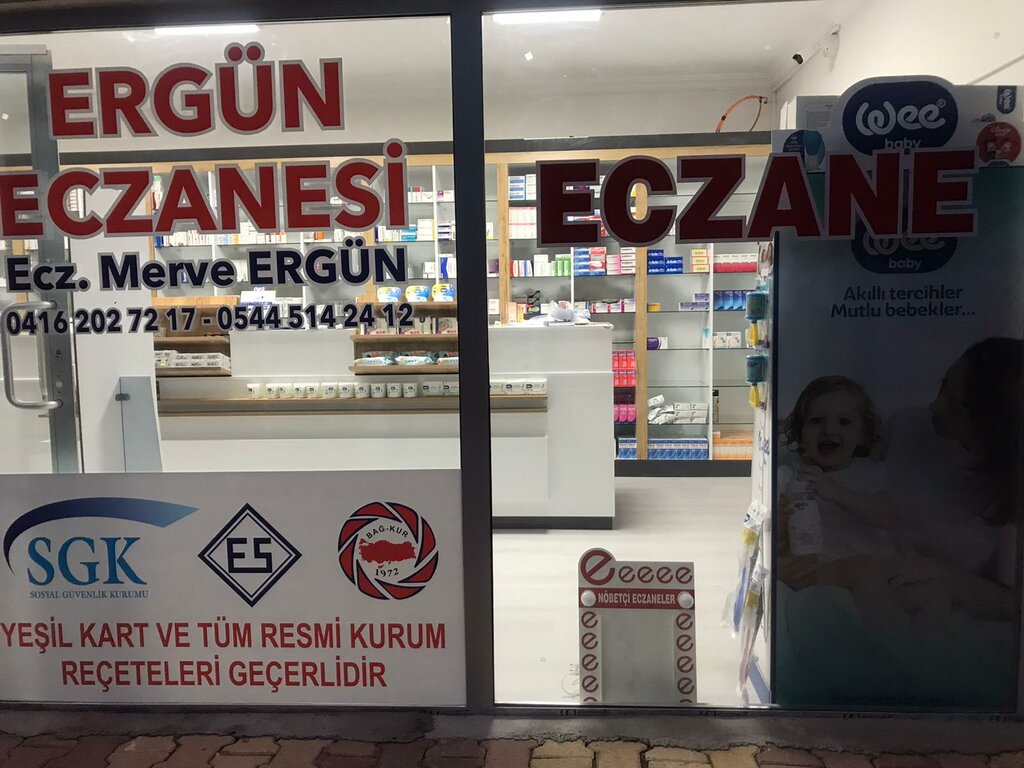 ERGÜN
ECZANESİ
Ecz. Merve ERGÜN
0416 202 72 17 - 0544 514 24 12
SGK
SOSYAL GÜVENLİK KURUMU
ES
BAĞ-KUR
1972
YEŞİL KART VE TÜM RESMİ KURUM
REÇETELERİ GEÇERLİDİR
wee®
baby
ECZANE
wee
baby
Akıllı tercihler
Mutlu bebekler...
e e e e e
NÖBETÇİ ECZANELER